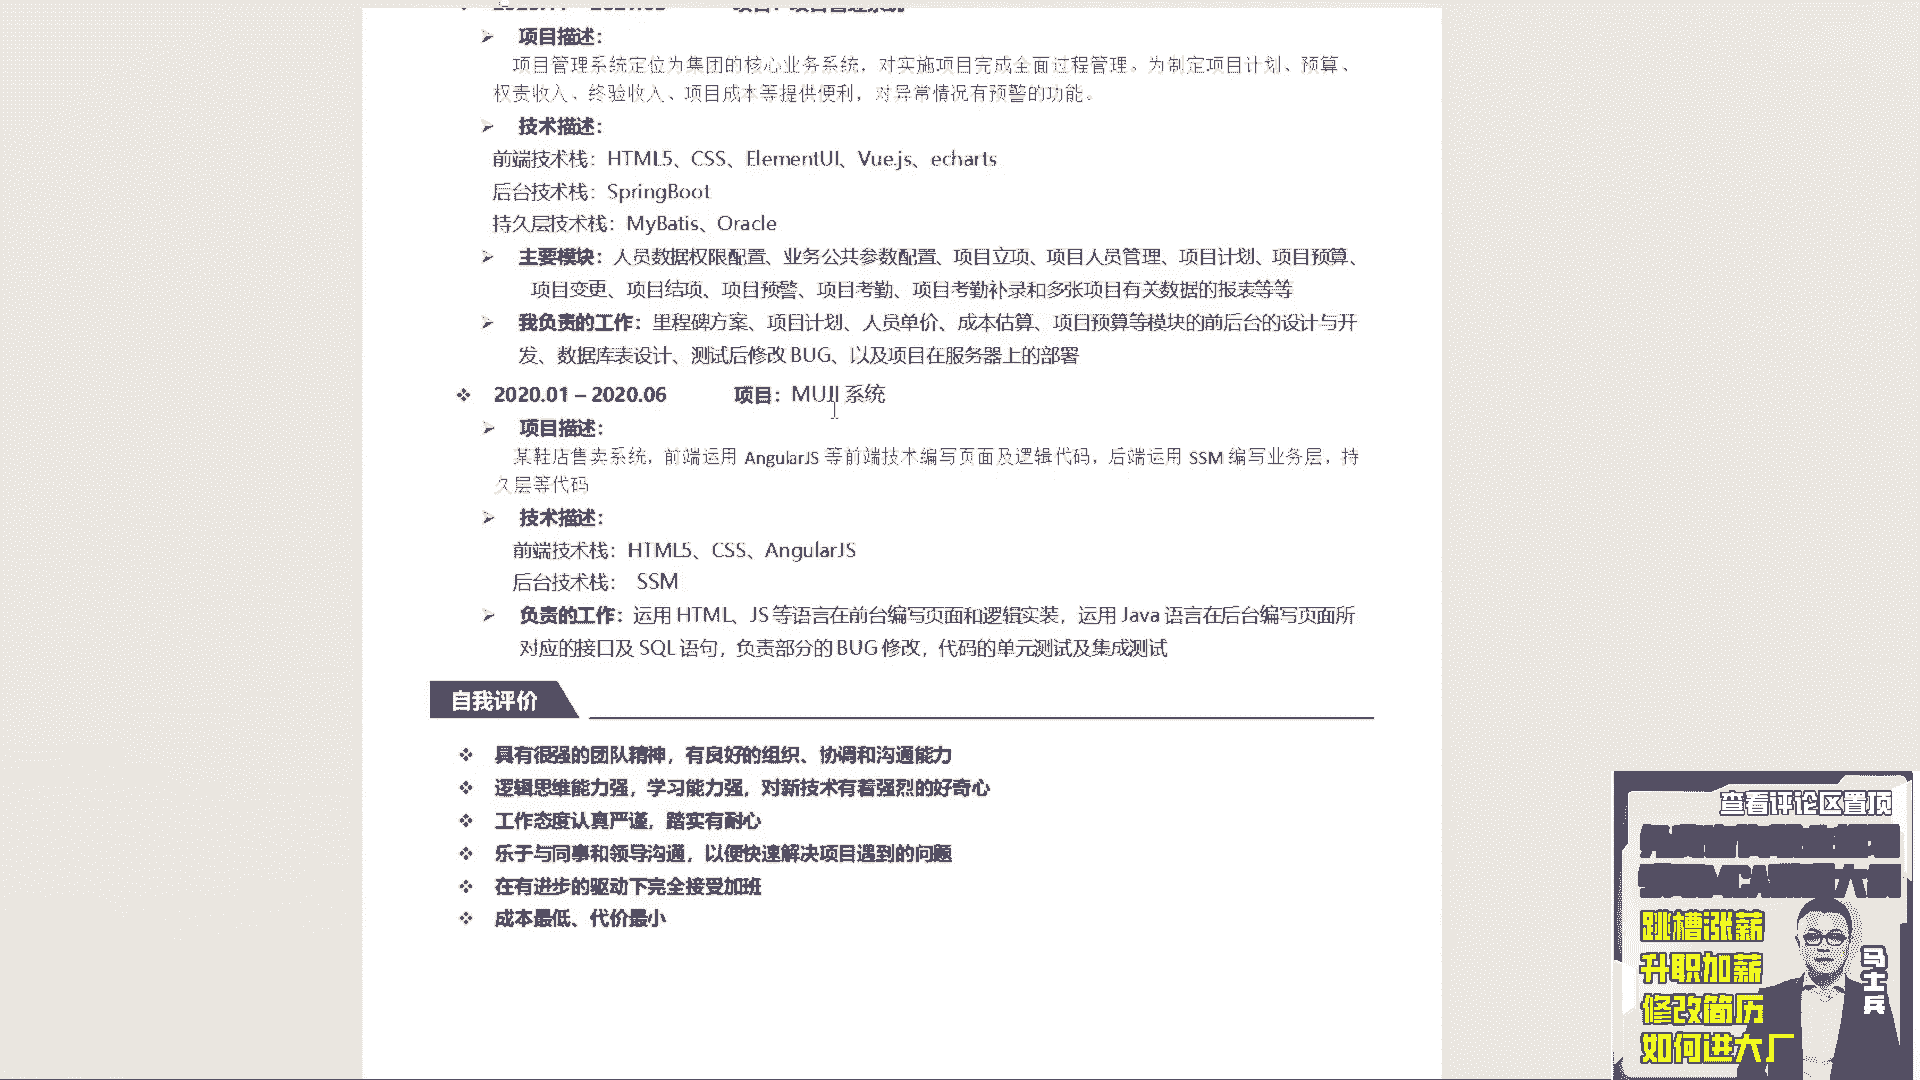 项目描述：
项目管理系统定位为集团的核心业务系统，对实施项目完成全面过程管理。为制定项目计划、预算、
权责收入、终验收入、项目成本等提供便利，对异常情况有预警的功能。
技术描述：
前端技术栈：HTML5、CSS、ElementUI、Vue.js、echarts
后台技术栈：SpringBoot
持久层技术栈：MyBatis、Oracle
主要模块：人员数据权限配置、业务公共参数配置、项目立项、项目人员管理、项目计划、项目预算、
项目变更、项目结项、项目预警、项目考勤、项目考勤补录和多张项目有关数据的报表等等
我负责的工作：里程碑方案、项目计划、人员单价、成本估算、项目预算等模块的前后台的设计与开
发、数据库表设计、测试后修改 BUG、以及项目在服务器上的部署
2020.01 – 2020.06 项目：MUJI 系统
项目描述：
某鞋店售卖系统，前端运用 AngularJS 等前端技术编写页面及逻辑代码，后端运用 SSM 编写业务层，持
久层等代码
技术描述：
前端技术栈：HTML5、CSS、AngularJS
后台技术栈： SSM
负责的工作：运用 HTML、JS 等语言在前台编写页面和逻辑实装，运用 Java 语言在后台编写页面所
对应的接口及 SQL 语句，负责部分的 BUG 修改，代码的单元测试及集成测试
自我评价
具有很强的团队精神，有良好的组织、协调和沟通能力
逻辑思维能力强，学习能力强，对新技术有着强烈的好奇心
工作态度认真严谨，踏实有耐心
乐于与同事和领导沟通，以便快速解决项目遇到的问题
在有进步的驱动下完全接受加班
成本最低、代价最小
查看评论区置顶
跳槽涨薪
升职加薪
修改简历
如何进大厂
马士兵